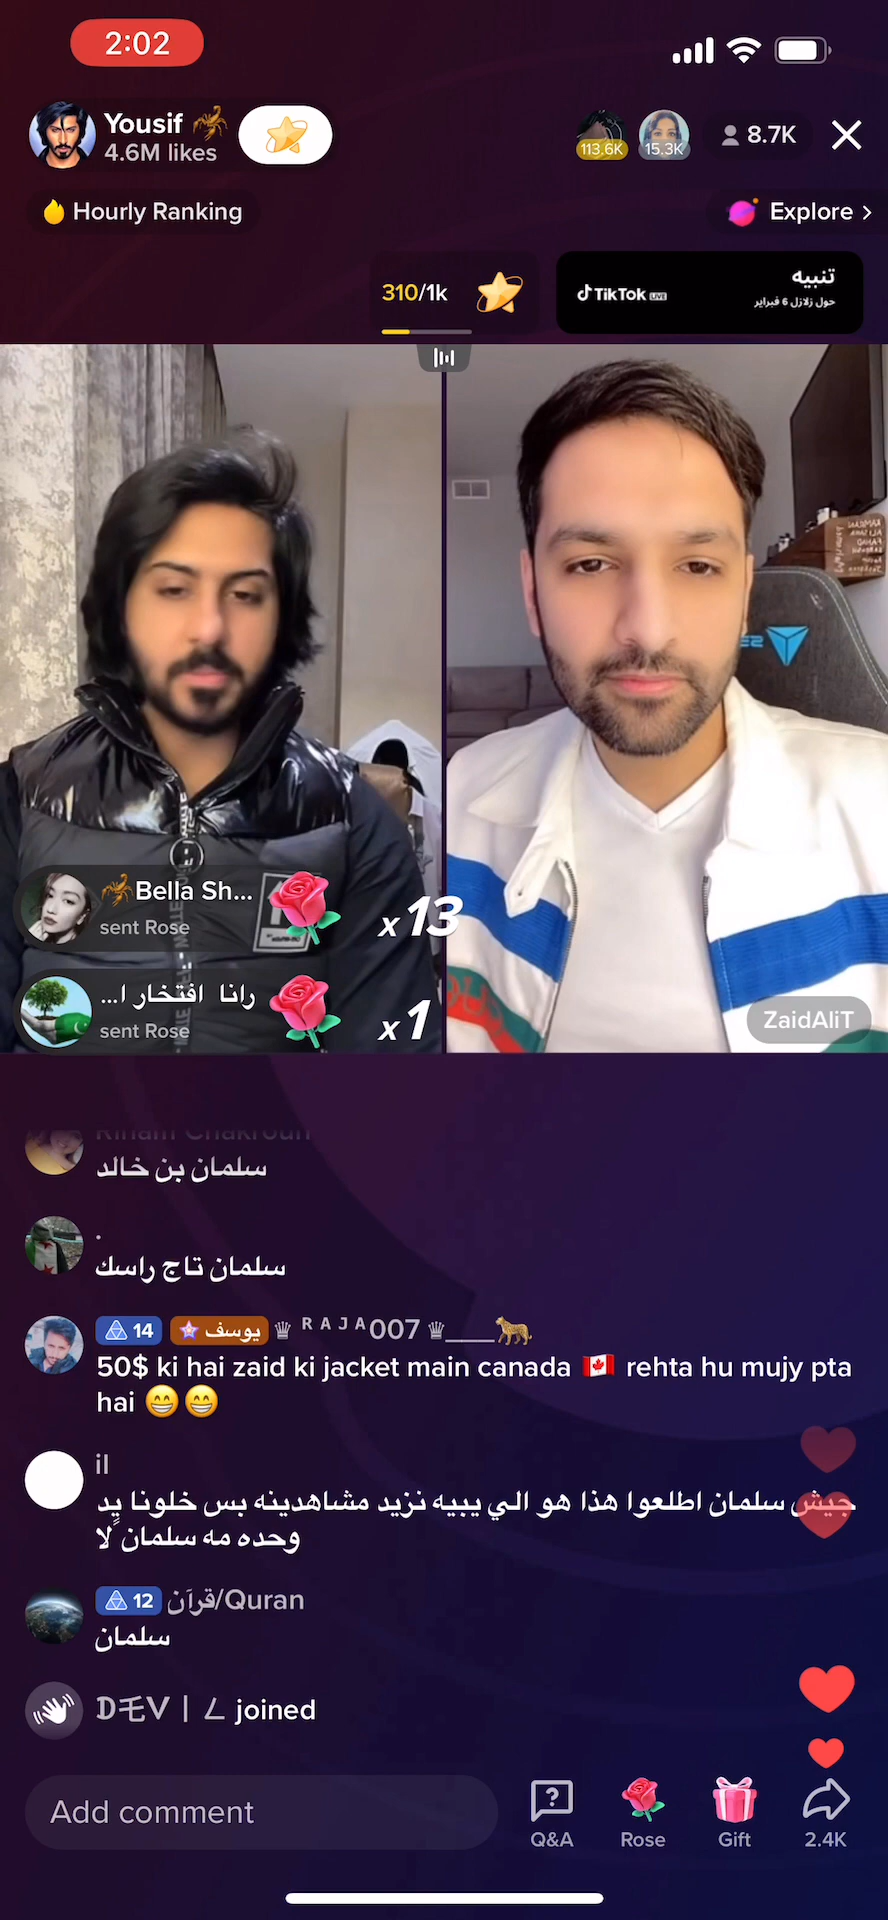 2:02
Yousif 🦂
4.6M likes
113.6K
15.3K
8.7K
Hourly Ranking
Explore >
310/1k
TikTok LIVE
تنبيه
حول زلازل 6 فبراير
🦂Bella Sh...
sent Rose
x 13
رانا افتخار ا...
sent Rose
x 1
ZaidAliT
سلمان بن خالد
.
سلمان تاج راسك
14 يوسف ♕ ᴿ ᴬ ᴶ ᴬ007♕____🐆
50$ ki hai zaid ki jacket main canada 🇨🇦 rehta hu mujy pta
hai 😁😁
il
جيش سلمان اطلعوا هذا هو الي يبيه نزيد مشاهدينه بس خلونا يد
وحده مه سلمان لا
12 قرآن/Quran
سلمان
joined
Add comment
Q&A
Rose
Gift
2.4K